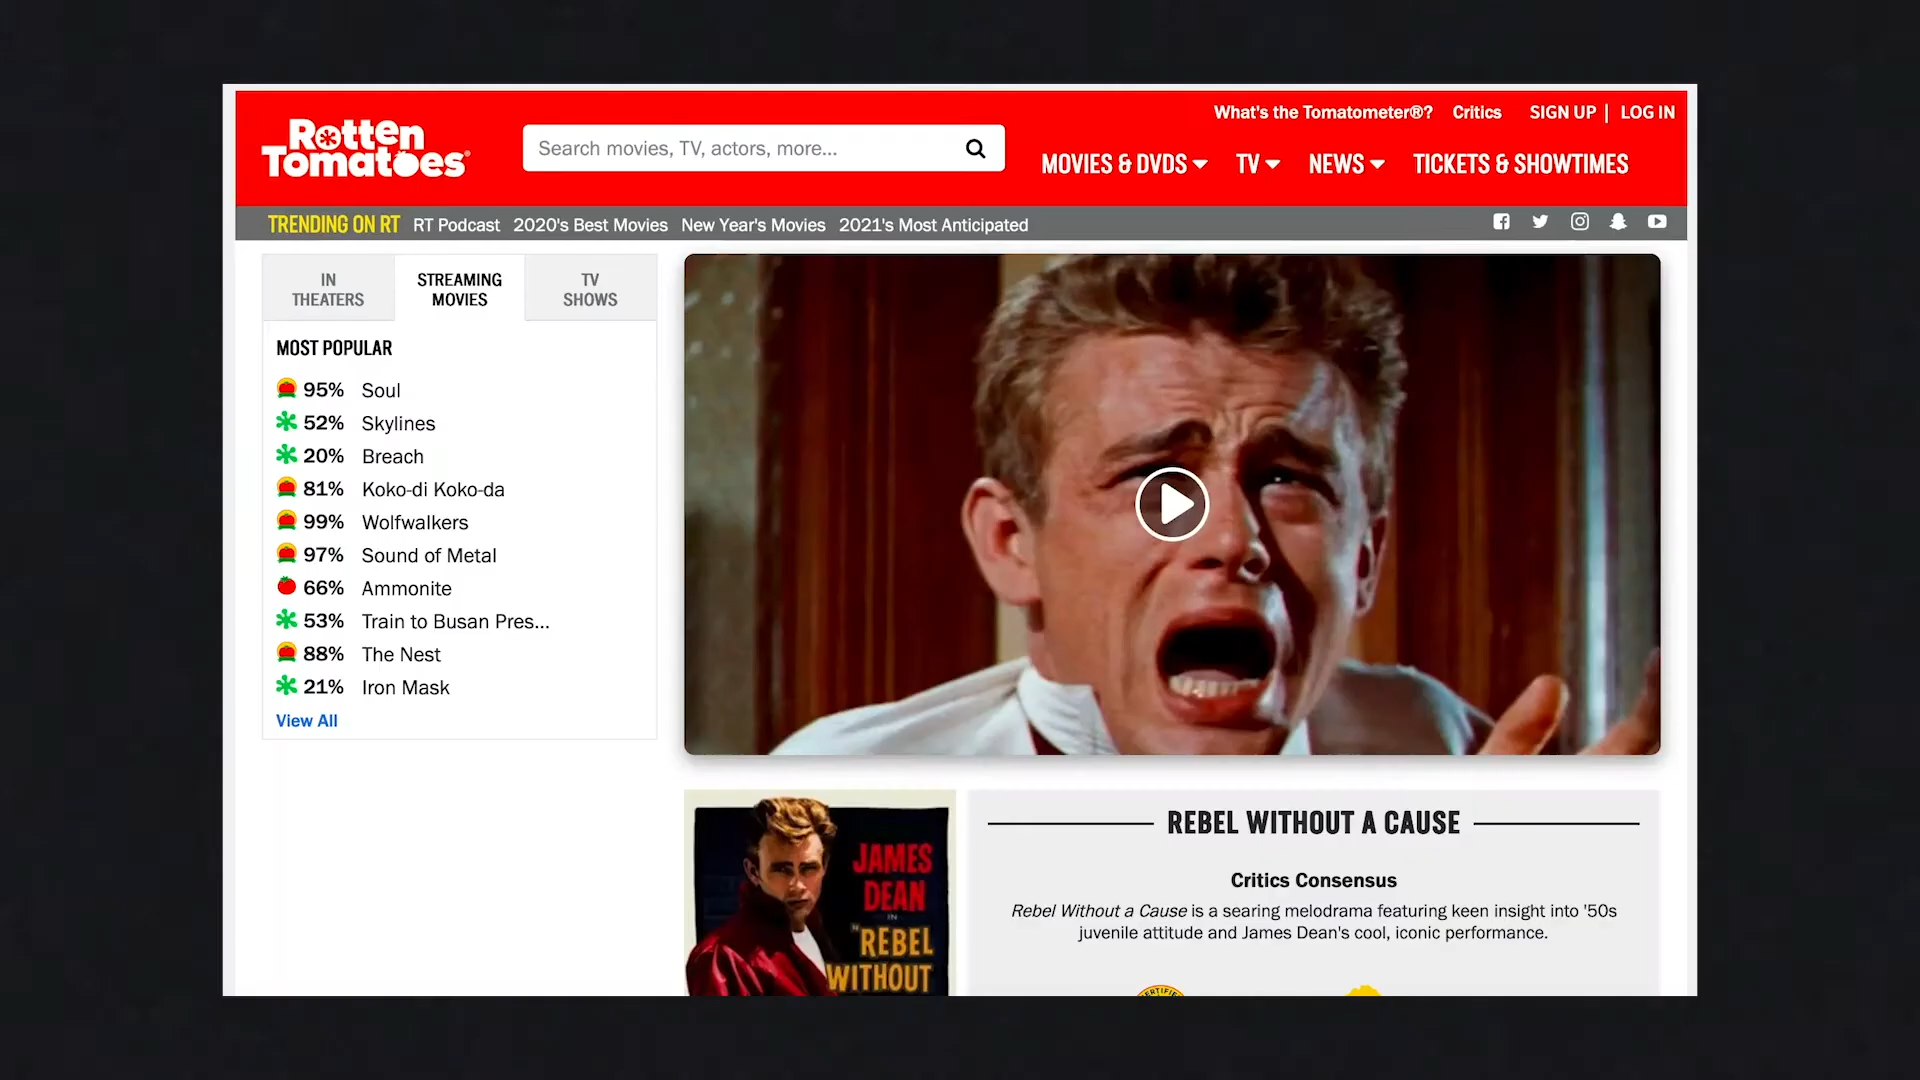 What's the Tomatometer®? Critics SIGN UP | LOG IN
Rotten
Tomatoes®
Search movies, TV, actors, more...
MOVIES & DVDS TV NEWS TICKETS & SHOWTIMES
TRENDING ON RT RT Podcast 2020's Best Movies New Year's Movies 2021's Most Anticipated
IN
THEATERS
STREAMING
MOVIES
TV
SHOWS
MOST POPULAR
95% Soul
52% Skylines
20% Breach
81% Koko-di Koko-da
99% Wolfwalkers
97% Sound of Metal
66% Ammonite
53% Train to Busan Pres...
88% The Nest
21% Iron Mask
View All
JAMES
DEAN
IN
"REBEL
WITHOUT
REBEL WITHOUT A CAUSE
Critics Consensus
Rebel Without a Cause is a searing melodrama featuring keen insight into '50s
juvenile attitude and James Dean's cool, iconic performance.